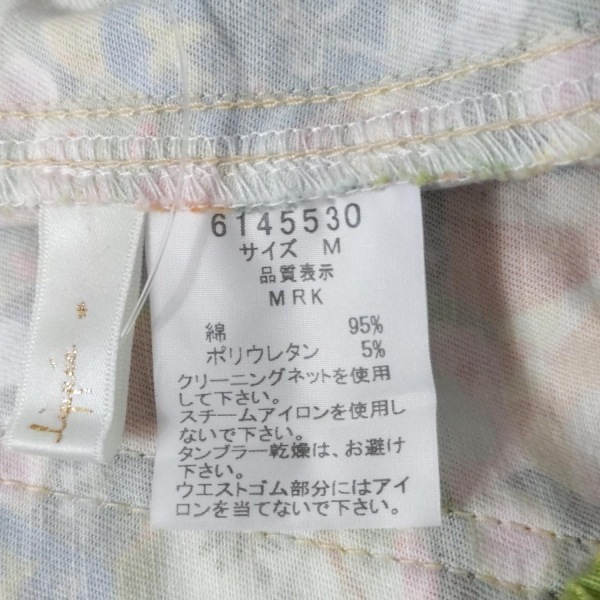 6145530
サイズ M
品質表示
MRK
綿 95%
ポリウレタン 5%
クリーニングネットを使用
して下さい。
スチームアイロンを使用し
ないで下さい。
タンブラー乾燥は、お避け
下さい。
ウエストゴム部分にはアイ
ロンを当てないで下さい。